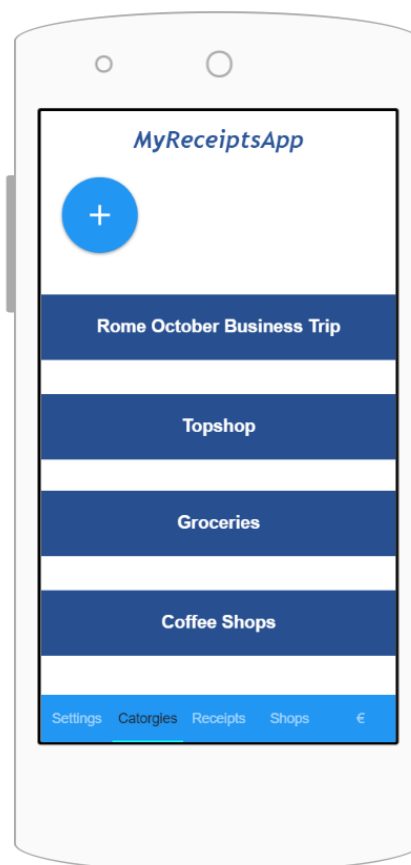 MyReceiptsApp
+
Rome October Business Trip
Topshop
Groceries
Coffee Shops
Settings Catorgies Receipts Shops €